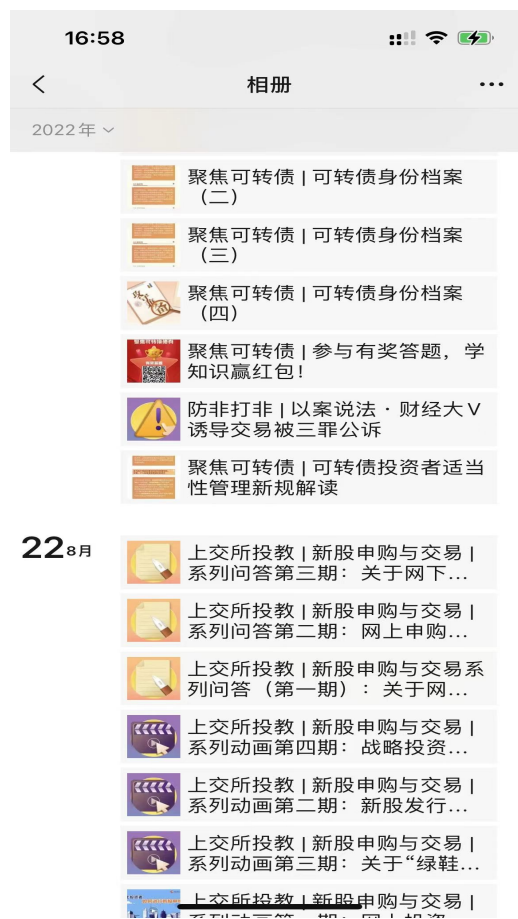 16:58
相册
2022年
聚焦可转债 | 可转债身份档案
（二）
聚焦可转债 | 可转债身份档案
（三）
聚焦可转债 | 可转债身份档案
（四）
聚焦可转债 | 参与有奖答题，学
知识赢红包！
防非打非 | 以案说法 · 财经大V
诱导交易被三罪公诉
聚焦可转债 | 可转债投资者适当
性管理新规解读
22 8月
上交所投教 | 新股申购与交易 |
系列问答第三期：关于网下...
上交所投教 | 新股申购与交易 |
系列问答第二期：网上申购...
上交所投教 | 新股申购与交易系
列问答（第一期）：关于网...
上交所投教 | 新股申购与交易 |
系列动画第四期：战略投资...
上交所投教 | 新股申购与交易 |
系列动画第二期：新股发行...
上交所投教 | 新股申购与交易 |
系列动画第三期：关于“绿鞋...
上交所投教 | 新股申购与交易 |